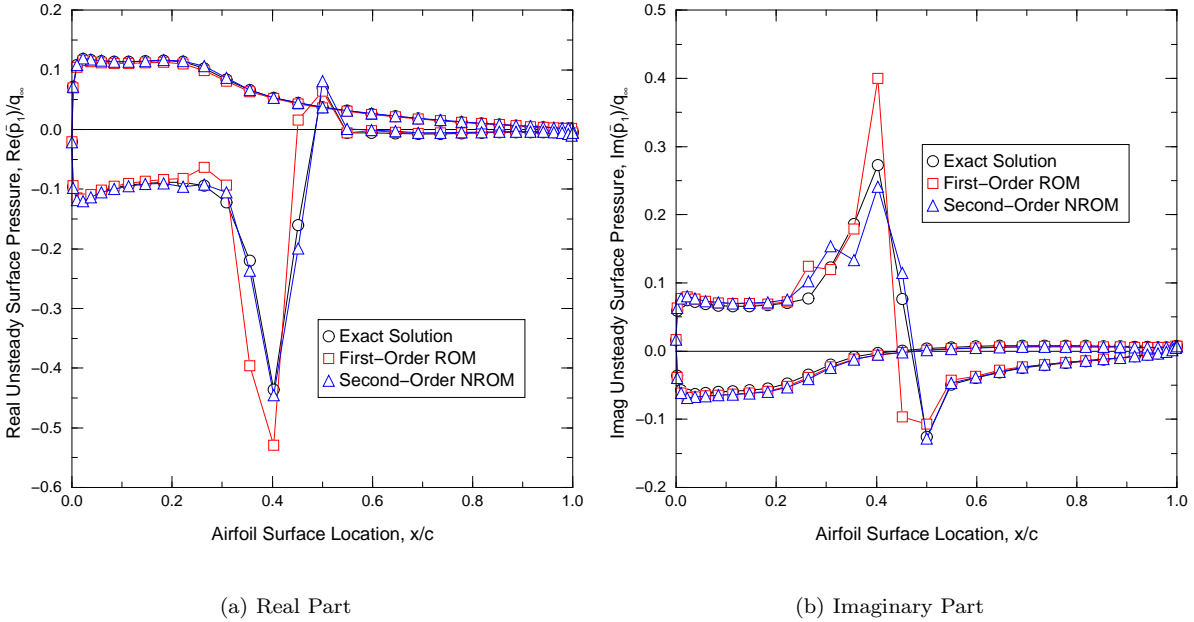 0.2
0.1
0.0
−0.1
−0.2
−0.3
−0.4
−0.5
−0.6
Real Unsteady Surface Pressure, Re(p̄₁)/q∞
0.0
0.2
0.4
0.6
0.8
1.0
Airfoil Surface Location, x/c
Exact Solution
First−Order ROM
Second−Order NROM
(a) Real Part
0.5
0.4
0.3
0.2
0.1
0.0
−0.1
−0.2
Imag Unsteady Surface Pressure, Im(p̄₁)/q∞
0.0
0.2
0.4
0.6
0.8
1.0
Airfoil Surface Location, x/c
Exact Solution
First−Order ROM
Second−Order NROM
(b) Imaginary Part